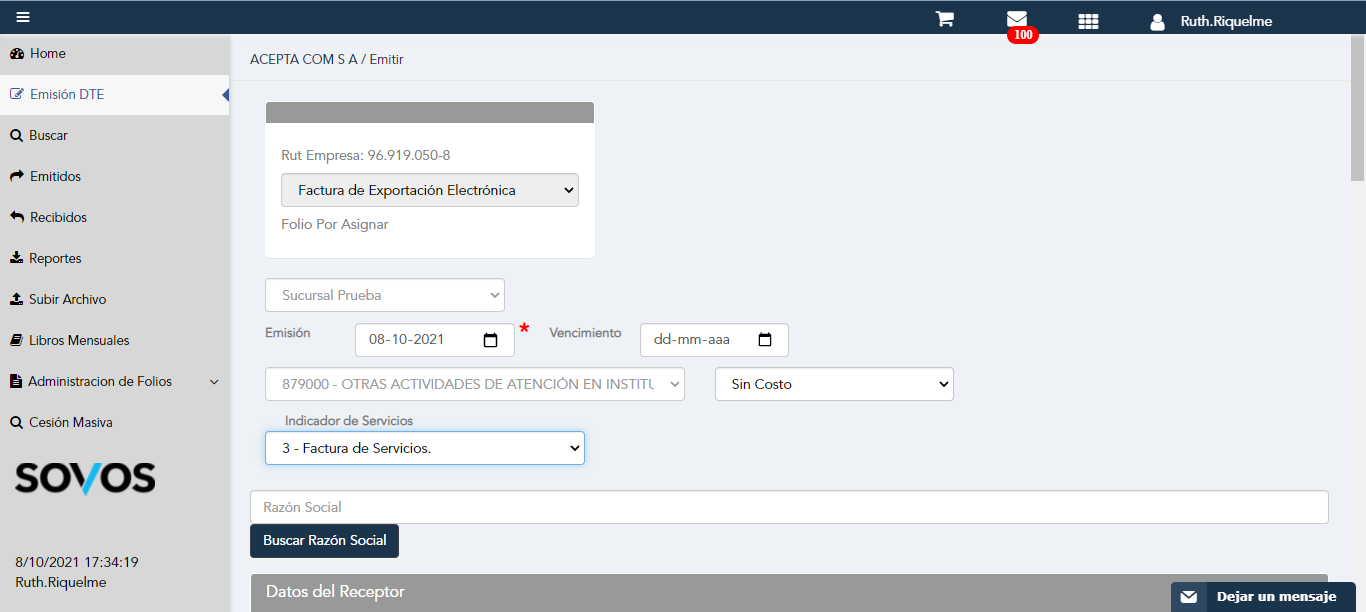 Ruth.Riquelme
100
Home
Emisión DTE
Buscar
Emitidos
Recibidos
Reportes
Subir Archivo
Libros Mensuales
Administracion de Folios
Cesión Masiva
SOVOS
8/10/2021 17:34:19
Ruth.Riquelme
ACEPTA COM S A / Emitir
Rut Empresa: 96.919.050-8
Factura de Exportación Electrónica
Folio Por Asignar
Sucursal Prueba
Emisión
08-10-2021
*
Vencimiento
dd-mm-aaa
879000 - OTRAS ACTIVIDADES DE ATENCIÓN EN INSTITU
Sin Costo
Indicador de Servicios
3 - Factura de Servicios.
Razón Social
Buscar Razón Social
Datos del Receptor
Dejar un mensaje